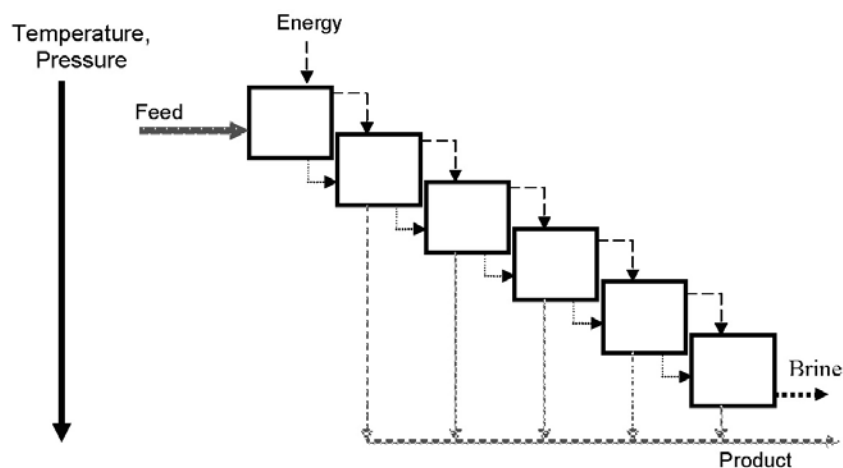 Temperature,
Pressure
Energy
Feed
Brine
Product